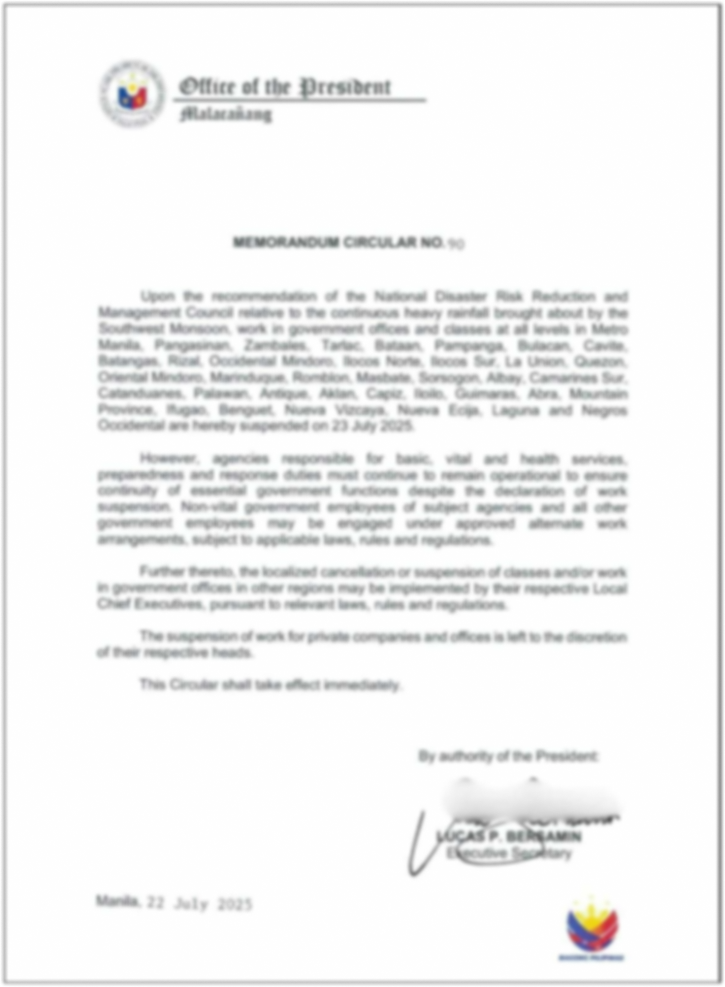 Office of the President
Malacañang
MEMORANDUM CIRCULAR NO. 90
Upon the recommendation of the National Disaster Risk Reduction and
Management Council relative to the continuous heavy rainfall brought about by the
Southwest Monsoon, work in government offices and classes at all levels in Metro
Manila, Pangasinan, Zambales, Tarlac, Bataan, Pampanga, Bulacan, Cavite,
Batangas, Rizal, Occidental Mindoro, Ilocos Norte, Ilocos Sur, La Union, Quezon,
Oriental Mindoro, Marinduque, Romblon, Masbate, Sorsogon, Albay, Camarines Sur,
Catanduanes, Palawan, Antique, Aklan, Capiz, Iloilo, Guimaras, Abra, Mountain
Province, Ifugao, Benguet, Nueva Vizcaya, Nueva Ecija, Laguna and Negros
Occidental are hereby suspended on 23 July 2025.
However, agencies responsible for basic, vital and health services,
preparedness and response duties must continue to remain operational to ensure
continuity of essential government functions despite the declaration of work
suspension. Non-vital government employees of subject agencies and all other
government employees may be engaged under approved alternate work
arrangements, subject to applicable laws, rules and regulations.
Further thereto, the localized cancellation or suspension of classes and/or work
in government offices in other regions may be implemented by their respective Local
Chief Executives, pursuant to relevant laws, rules and regulations.
The suspension of work for private companies and offices is left to the discretion
of their respective heads.
This Circular shall take effect immediately.
By authority of the President:
LUCAS P. BERSAMIN
Executive Secretary
Manila, 22 July 2025
BAGONG PILIPINAS